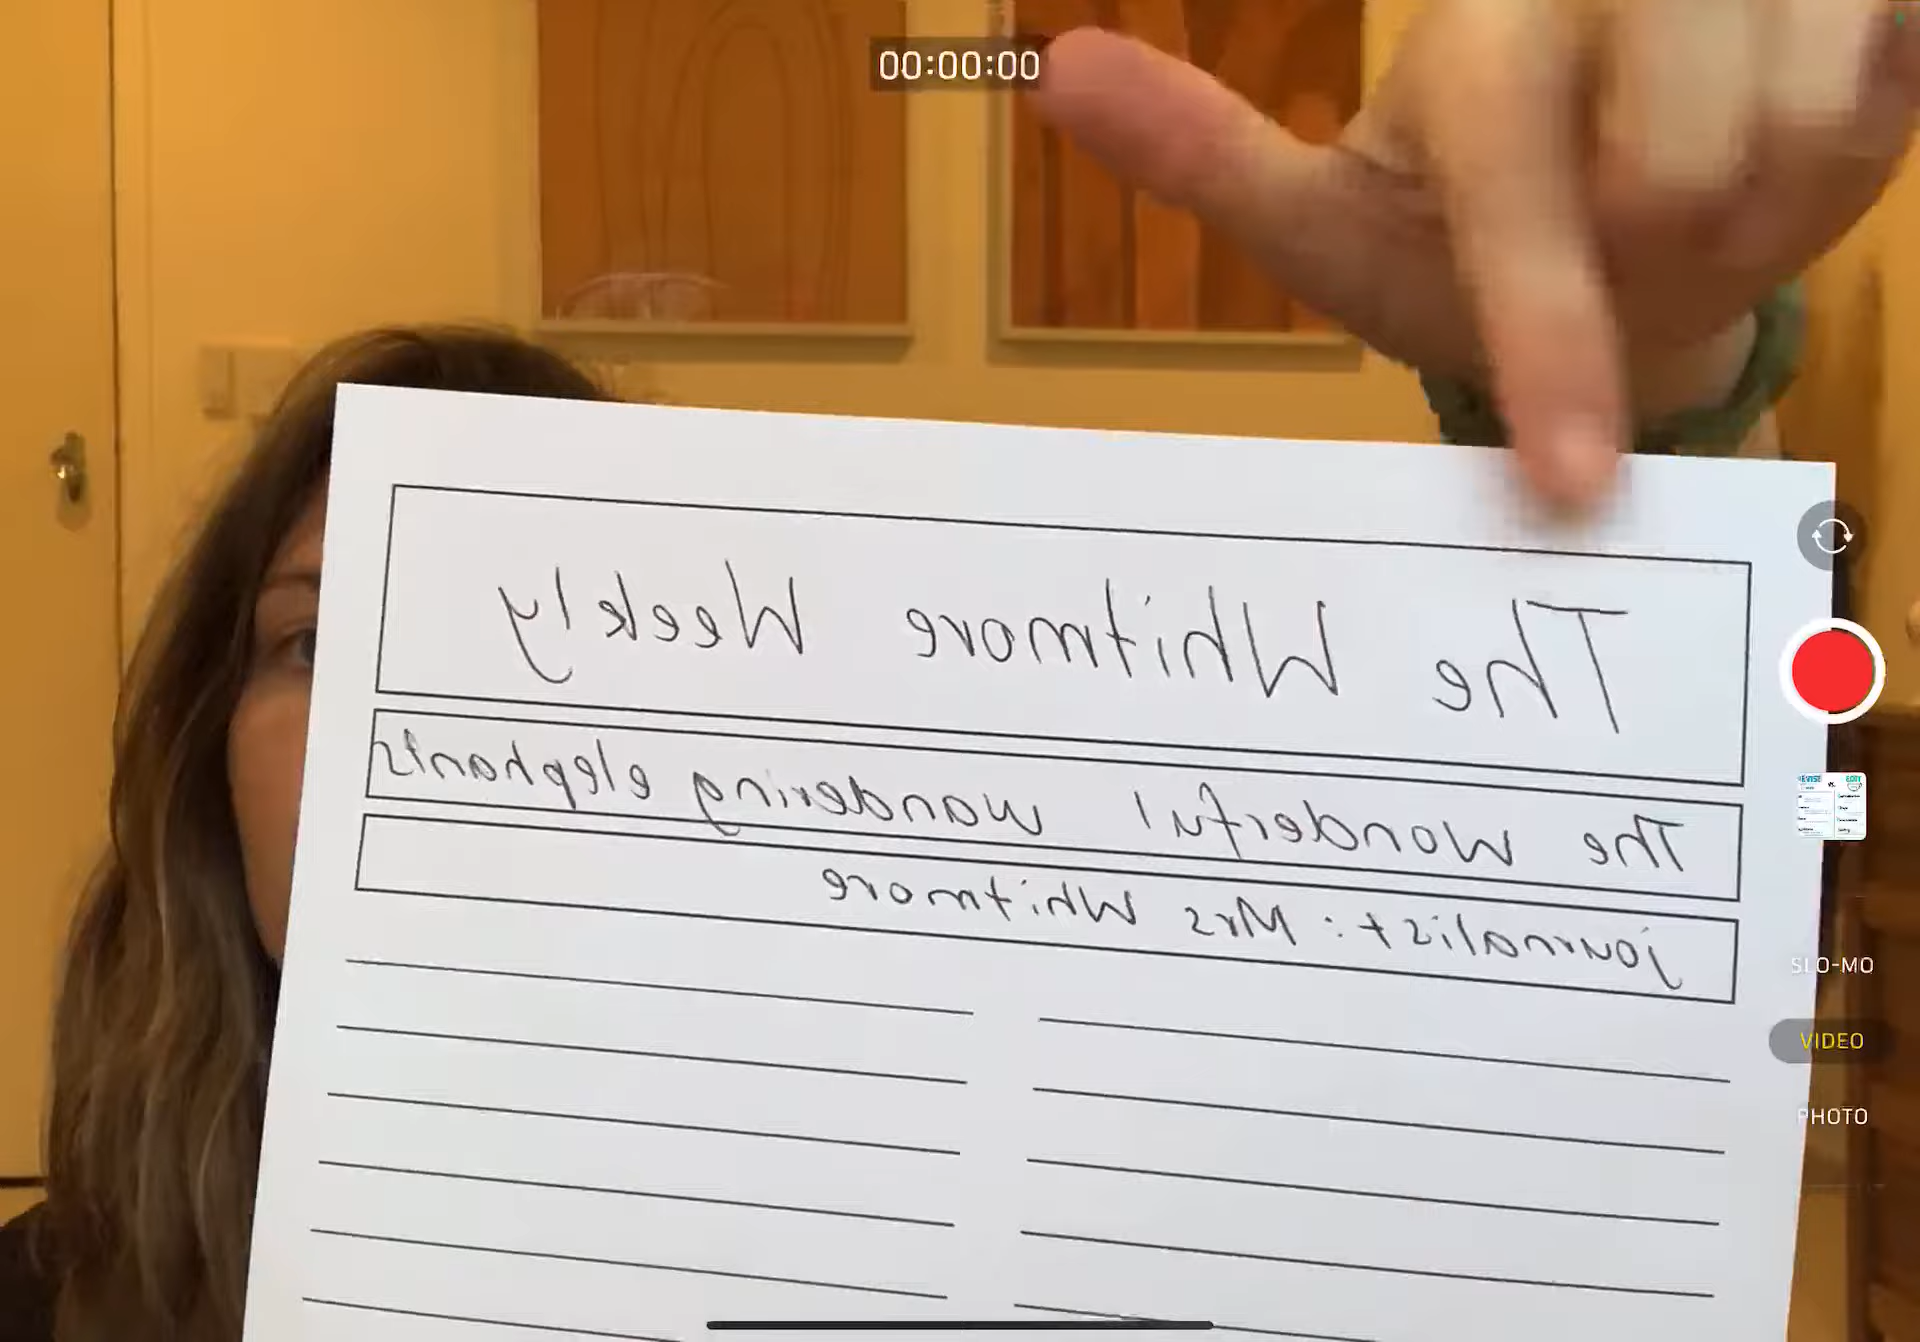 00:00:00
The Whitmore Weekly
The wonderful wandering elephants
journalist: Mrs Whitmore
SLO-MO
VIDEO
PHOTO